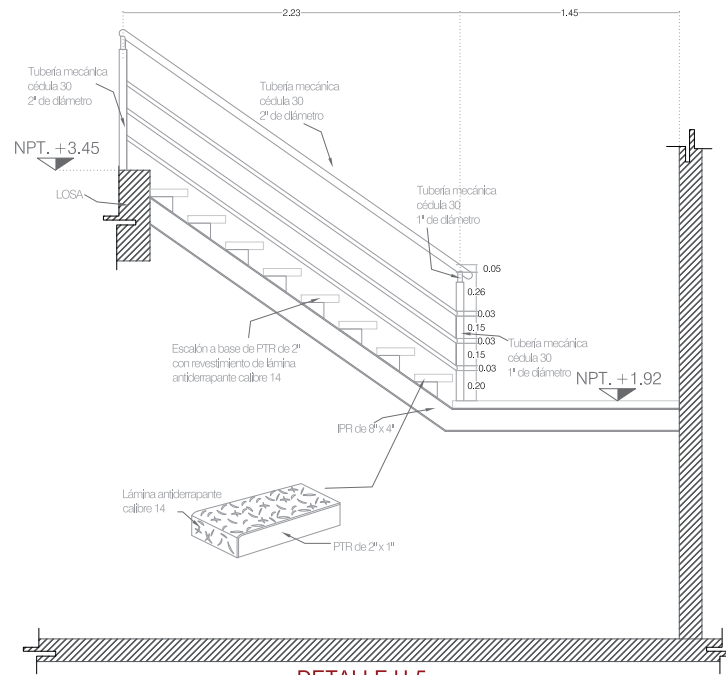 2.23
1.45
Tubería mecánica
cédula 30
2" de diámetro
Tubería mecánica
cédula 30
2" de diámetro
NPT. +3.45
LOSA
Tubería mecánica
cédula 30
1" de diámetro
0.05
0.26
0.03
0.15
0.03
0.15
0.03
0.20
Tubería mecánica
cédula 30
1" de diámetro
Escalón a base de PTR de 2"
con revestimiento de lámina
antiderrapante calibre 14
NPT. +1.92
IPR de 8" x 4"
Lámina antiderrapante
calibre 14
PTR de 2" x 1"